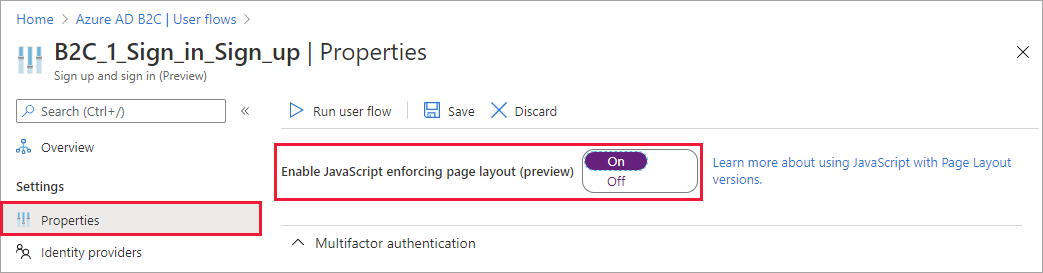 Home > Azure AD B2C | User flows >
B2C_1_Sign_in_Sign_up | Properties
Sign up and sign in (Preview)
Search (Ctrl+/)
«
Run user flow
Save
Discard
Overview
Enable JavaScript enforcing page layout (preview)
On
Off
Learn more about using JavaScript with Page Layout
versions.
Settings
Properties
Identity providers
Multifactor authentication